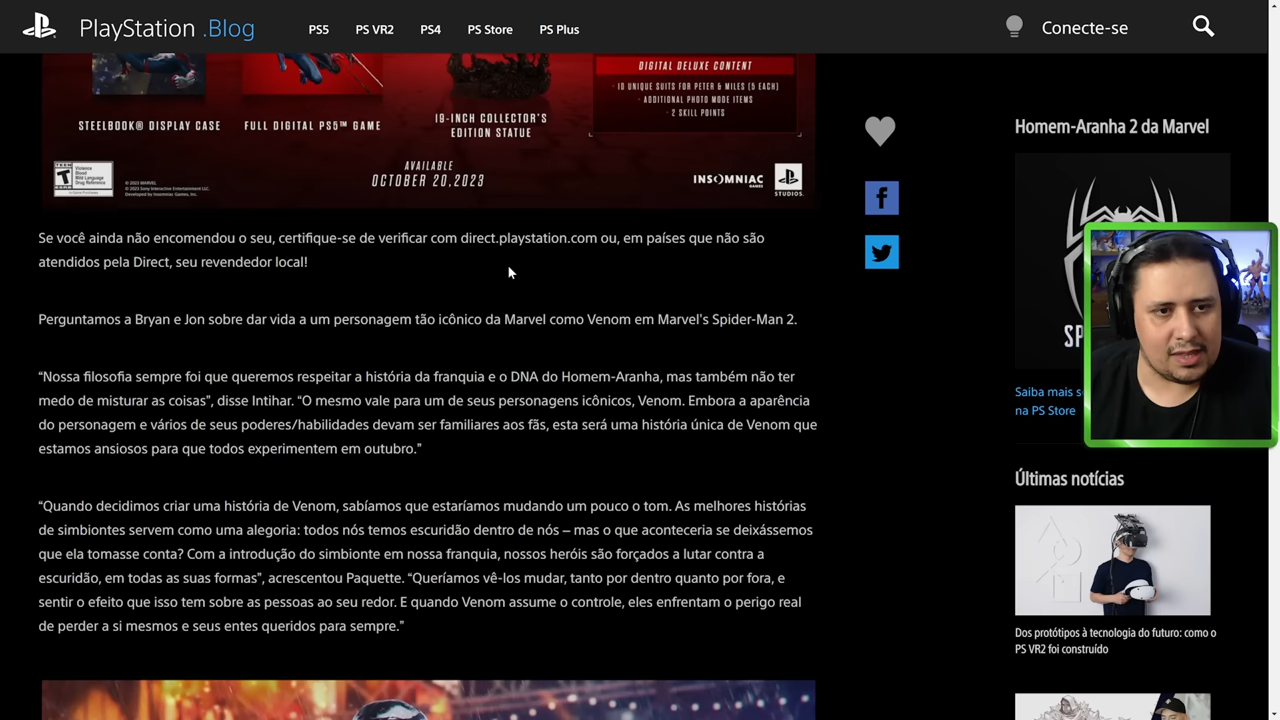 PlayStation .Blog
PS5
PS VR2
PS4
PS Store
PS Plus
Conecte-se
DIGITAL DELUXE CONTENT
· 10 UNIQUE SUITS FOR PETER & MILES (5 EACH)
· ADDITIONAL PHOTO MODE ITEMS
· 2 SKILL POINTS
STEELBOOK® DISPLAY CASE
FULL DIGITAL PS5™ GAME
19-INCH COLLECTOR'S
EDITION STATUE
TEEN
T
Violence
Blood
Mild Language
Drug Reference
AVAILABLE
OCTOBER 20,2023
INSOMNIAC
GAMES
PlayStation
STUDIOS
Se você ainda não encomendou o seu, certifique-se de verificar com direct.playstation.com ou, em países que não são
atendidos pela Direct, seu revendedor local!
Perguntamos a Bryan e Jon sobre dar vida a um personagem tão icônico da Marvel como Venom em Marvel's Spider-Man 2.
“Nossa filosofia sempre foi que queremos respeitar a história da franquia e o DNA do Homem-Aranha, mas também não ter
medo de misturar as coisas”, disse Intihar. “O mesmo vale para um de seus personagens icônicos, Venom. Embora a aparência
do personagem e vários de seus poderes/habilidades devam ser familiares aos fãs, esta será uma história única de Venom que
estamos ansiosos para que todos experimentem em outubro.”
“Quando decidimos criar uma história de Venom, sabíamos que estaríamos mudando um pouco o tom. As melhores histórias
de simbiontes servem como uma alegoria: todos nós temos escuridão dentro de nós – mas o que aconteceria se deixássemos
que ela tomasse conta? Com a introdução do simbionte em nossa franquia, nossos heróis são forçados a lutar contra a
escuridão, em todas as suas formas”, acrescentou Paquette. “Queríamos vê-los mudar, tanto por dentro quanto por fora, e
sentir o efeito que isso tem sobre as pessoas ao seu redor. E quando Venom assume o controle, eles enfrentam o perigo real
de perder a si mesmos e seus entes queridos para sempre.”
Homem-Aranha 2 da Marvel
SP
Saiba mais s
na PS Store
Últimas notícias
Dos protótipos à tecnologia do futuro: como o
PS VR2 foi construído